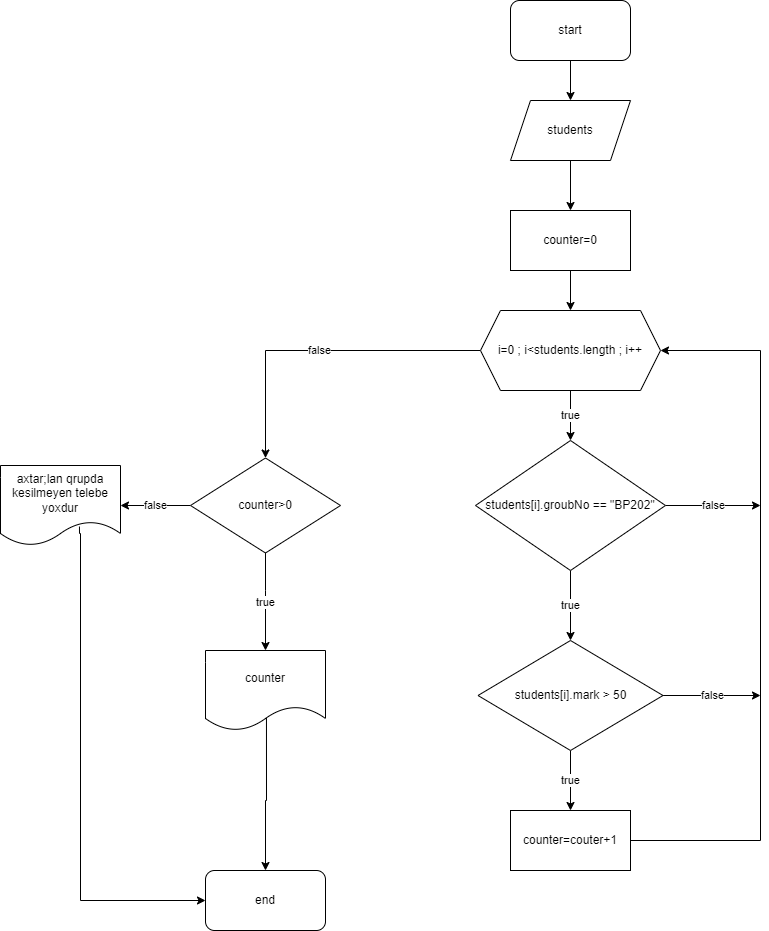 start
students
counter=0
i=0 ; i<students.length ; i++
false
true
axtar;lan qrupda
kesilmeyen telebe
yoxdur
false
counter>0
students[i].groubNo == "BP202"
false
true
true
counter
students[i].mark > 50
false
true
counter=couter+1
end